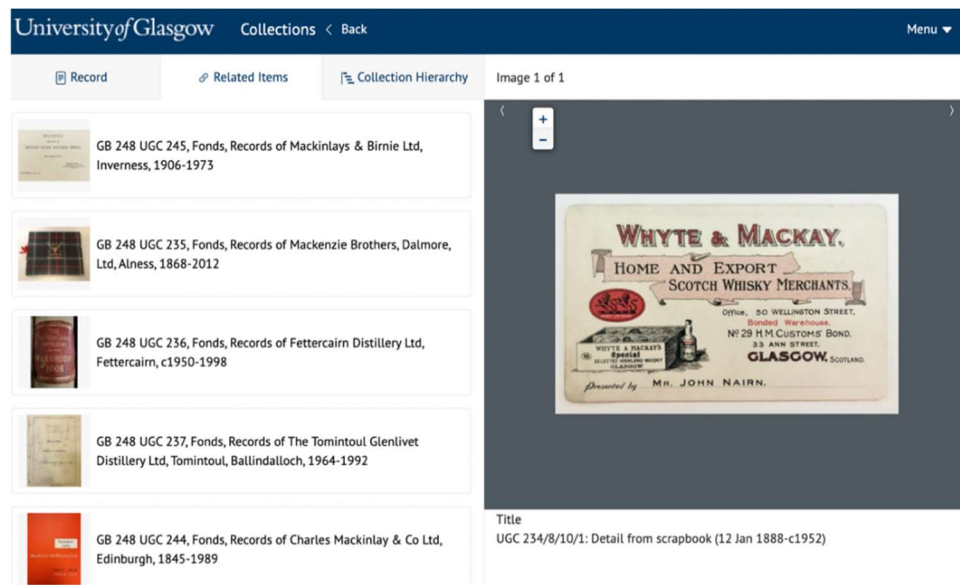 University of Glasgow
Collections
Back
Menu
Record
Related Items
Collection Hierarchy
Image 1 of 1
GB 248 UGC 245, Fonds, Records of Mackinlays & Birnie Ltd,
Inverness, 1906-1973
GB 248 UGC 235, Fonds, Records of Mackenzie Brothers, Dalmore,
Ltd, Alness, 1868-2012
GB 248 UGC 236, Fonds, Records of Fettercairn Distillery Ltd,
Fettercairn, c1950-1998
WAREHOUSE
BOOK
GB 248 UGC 237, Fonds, Records of The Tomintoul Glenlivet
Distillery Ltd, Tomintoul, Ballindalloch, 1964-1992
GB 248 UGC 244, Fonds, Records of Charles Mackinlay & Co Ltd,
Edinburgh, 1845-1989
+
−
WHYTE & MACKAY,
HOME AND EXPORT
SCOTCH WHISKY MERCHANTS.
Office, 50 WELLINGTON STREET,
Bonded Warehouse,
Nº 29 H.M. CUSTOMS BOND.
33 ANN STREET,
GLASGOW, SCOTLAND.
WHYTE & MACKAYS
Special
SELECTED HIGHLAND WHISKY
GLASGOW
Presented by MR. JOHN NAIRN.
Title
UGC 234/8/10/1: Detail from scrapbook (12 Jan 1888-c1952)